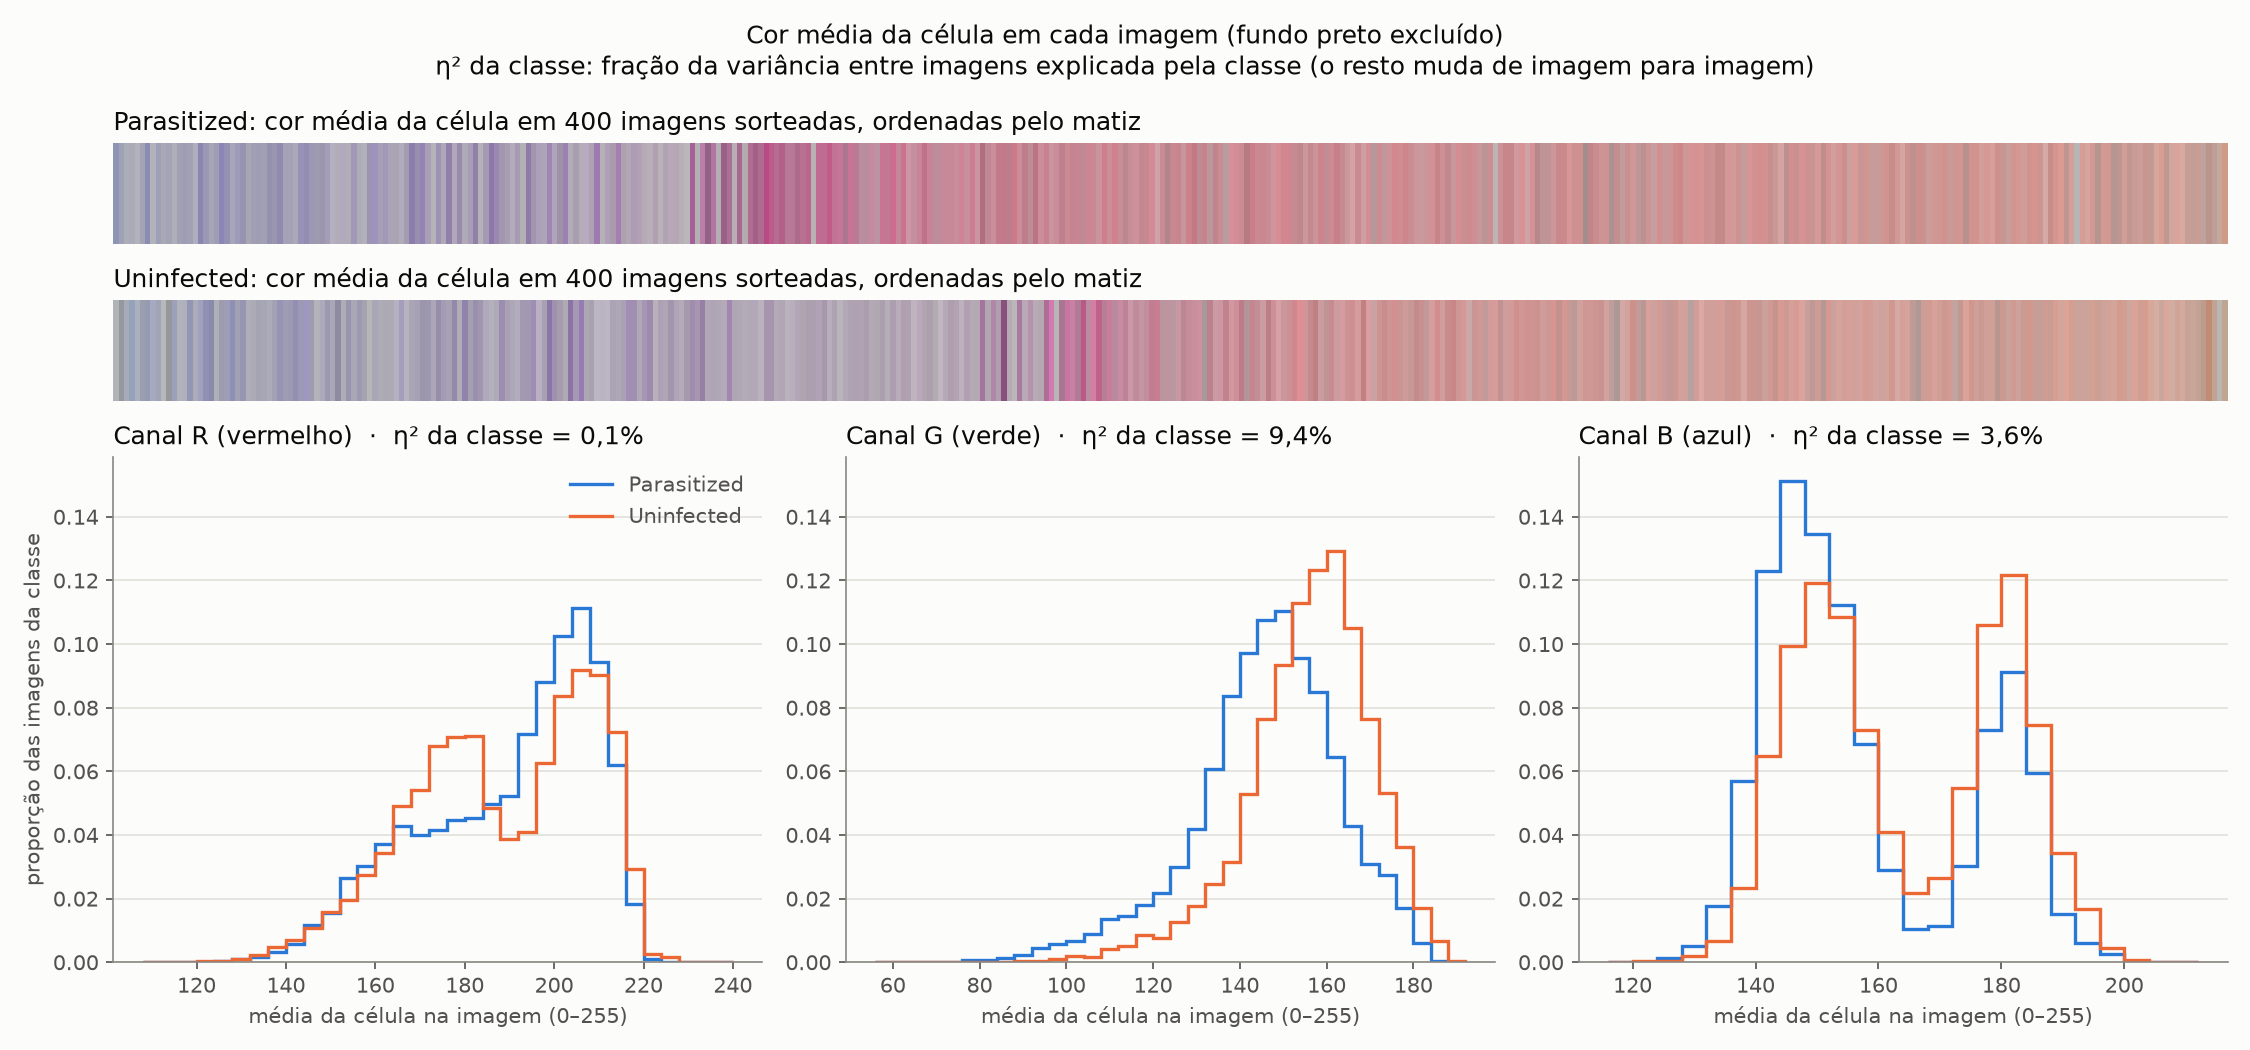 Cor média da célula em cada imagem (fundo preto excluído)
η² da classe: fração da variância entre imagens explicada pela classe (o resto muda de imagem para imagem)
Parasitized: cor média da célula em 400 imagens sorteadas, ordenadas pelo matiz
Uninfected: cor média da célula em 400 imagens sorteadas, ordenadas pelo matiz
Canal R (vermelho) · η² da classe = 0,1%
Parasitized
Uninfected
proporção das imagens da classe
0.14
0.12
0.10
0.08
0.06
0.04
0.02
0.00
120 140 160 180 200 220 240
média da célula na imagem (0–255)
Canal G (verde) · η² da classe = 9,4%
0.14
0.12
0.10
0.08
0.06
0.04
0.02
0.00
60 80 100 120 140 160 180
média da célula na imagem (0–255)
Canal B (azul) · η² da classe = 3,6%
0.14
0.12
0.10
0.08
0.06
0.04
0.02
0.00
120 140 160 180 200
média da célula na imagem (0–255)